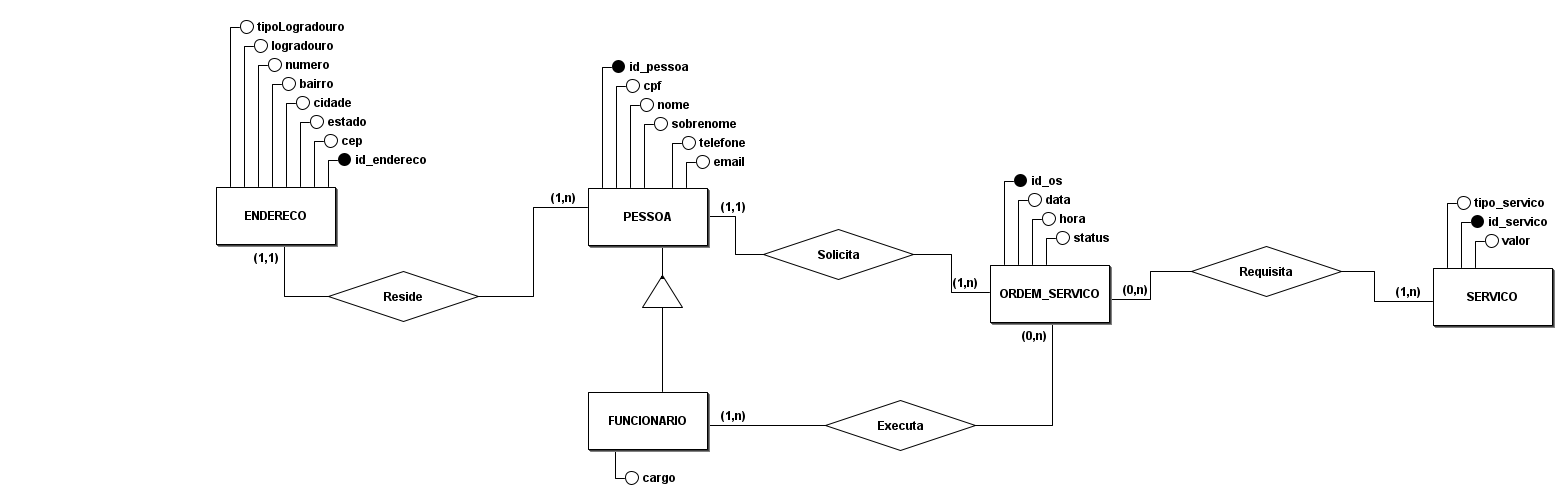 tipoLogradouro
logradouro
numero
bairro
cidade
estado
cep
id_endereco
ENDERECO
(1,1)
Reside
(1,n)
id_pessoa
cpf
nome
sobrenome
telefone
email
PESSOA
(1,1)
Solicita
(1,n)
id_os
data
hora
status
ORDEM_SERVICO
(0,n)
Requisita
(1,n)
tipo_servico
id_servico
valor
SERVICO
(0,n)
FUNCIONARIO
(1,n)
Executa
cargo